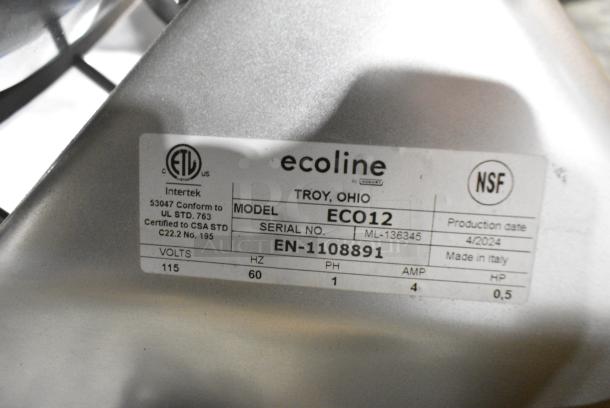 ecoline
by HOBART
C ETL US
Intertek
53047 Conform to
UL STD. 763
Certified to CSA STD
C22.2 No. 195
NSF
TROY, OHIO
MODEL ECO12
SERIAL NO. ML-136345
EN-1108891
Production date
4/2024
Made in Italy
VOLTS HZ PH AMP HP
115 60 1 4 0,5